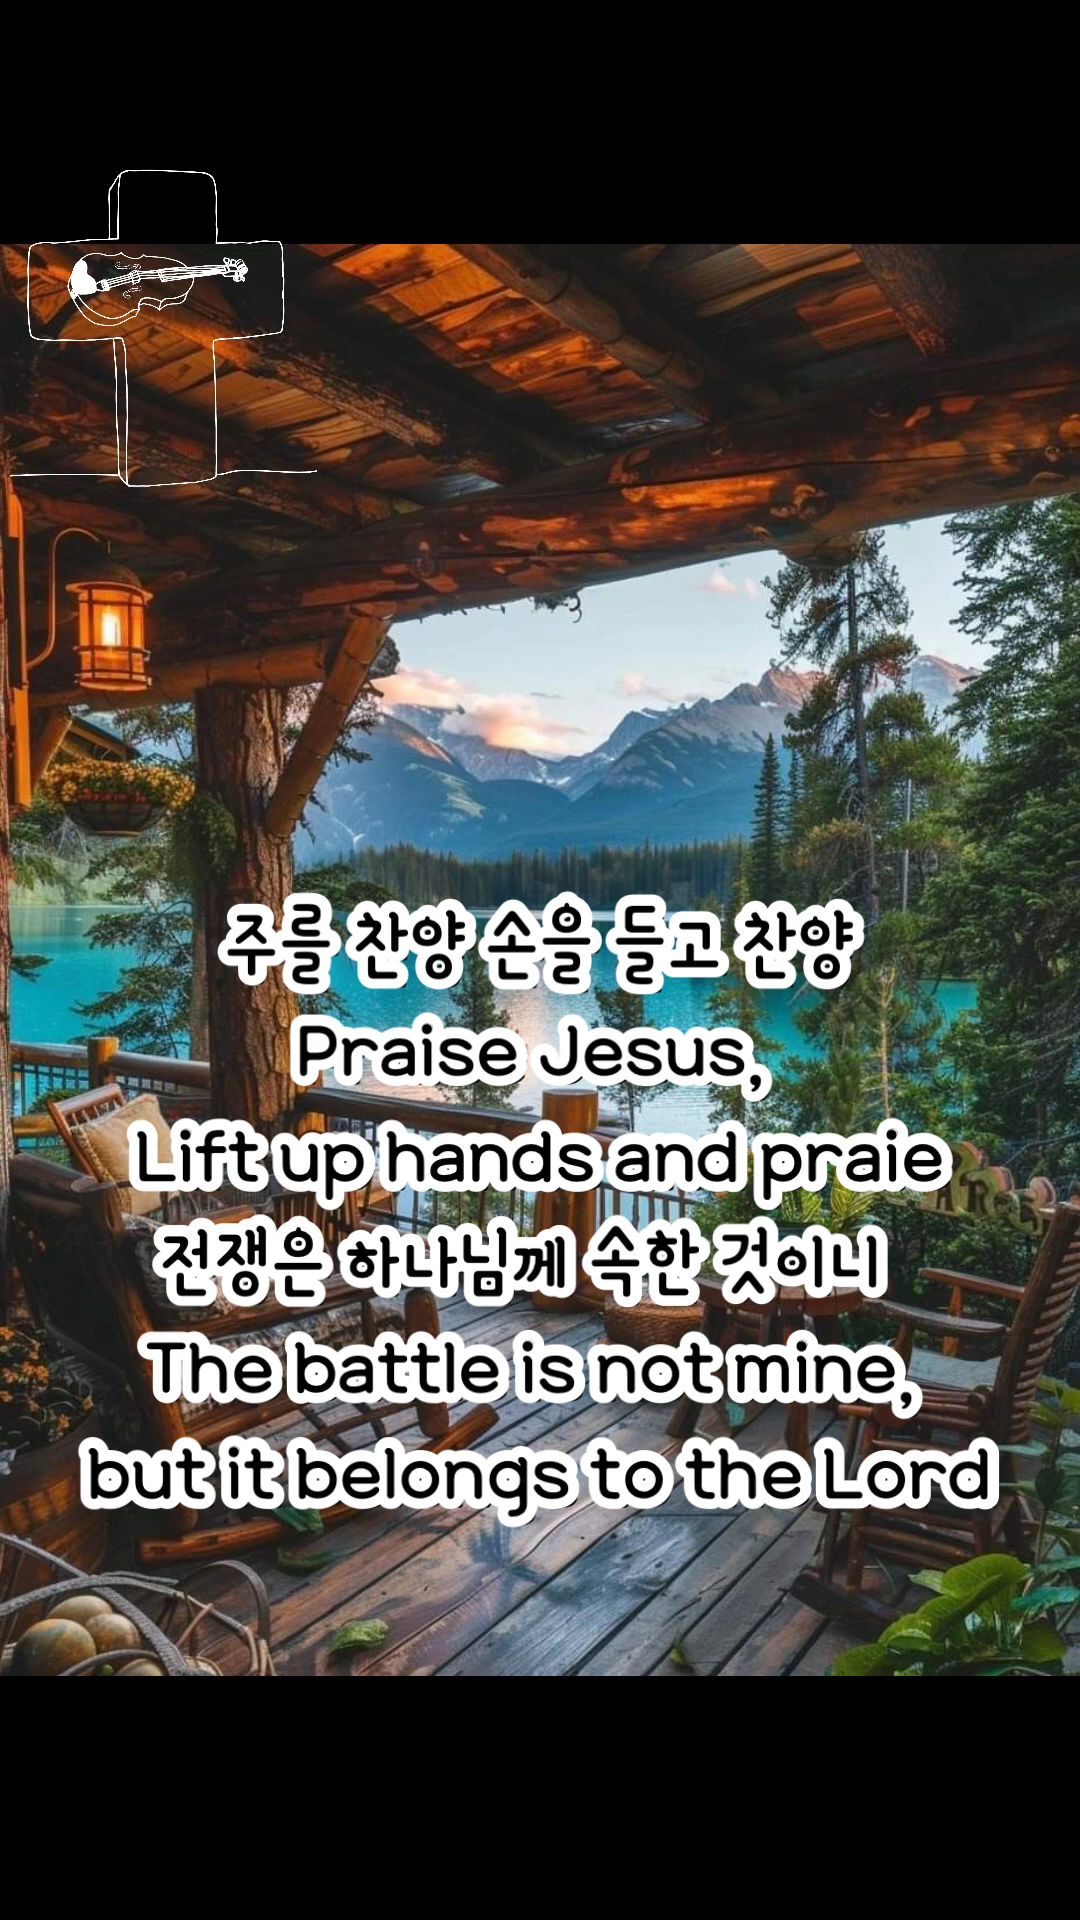 주를 찬양 손을 들고 찬양
Praise Jesus,
Lift up hands and praie
전쟁은 하나님께 속한 것이니
The battle is not mine,
but it belongs to the Lord